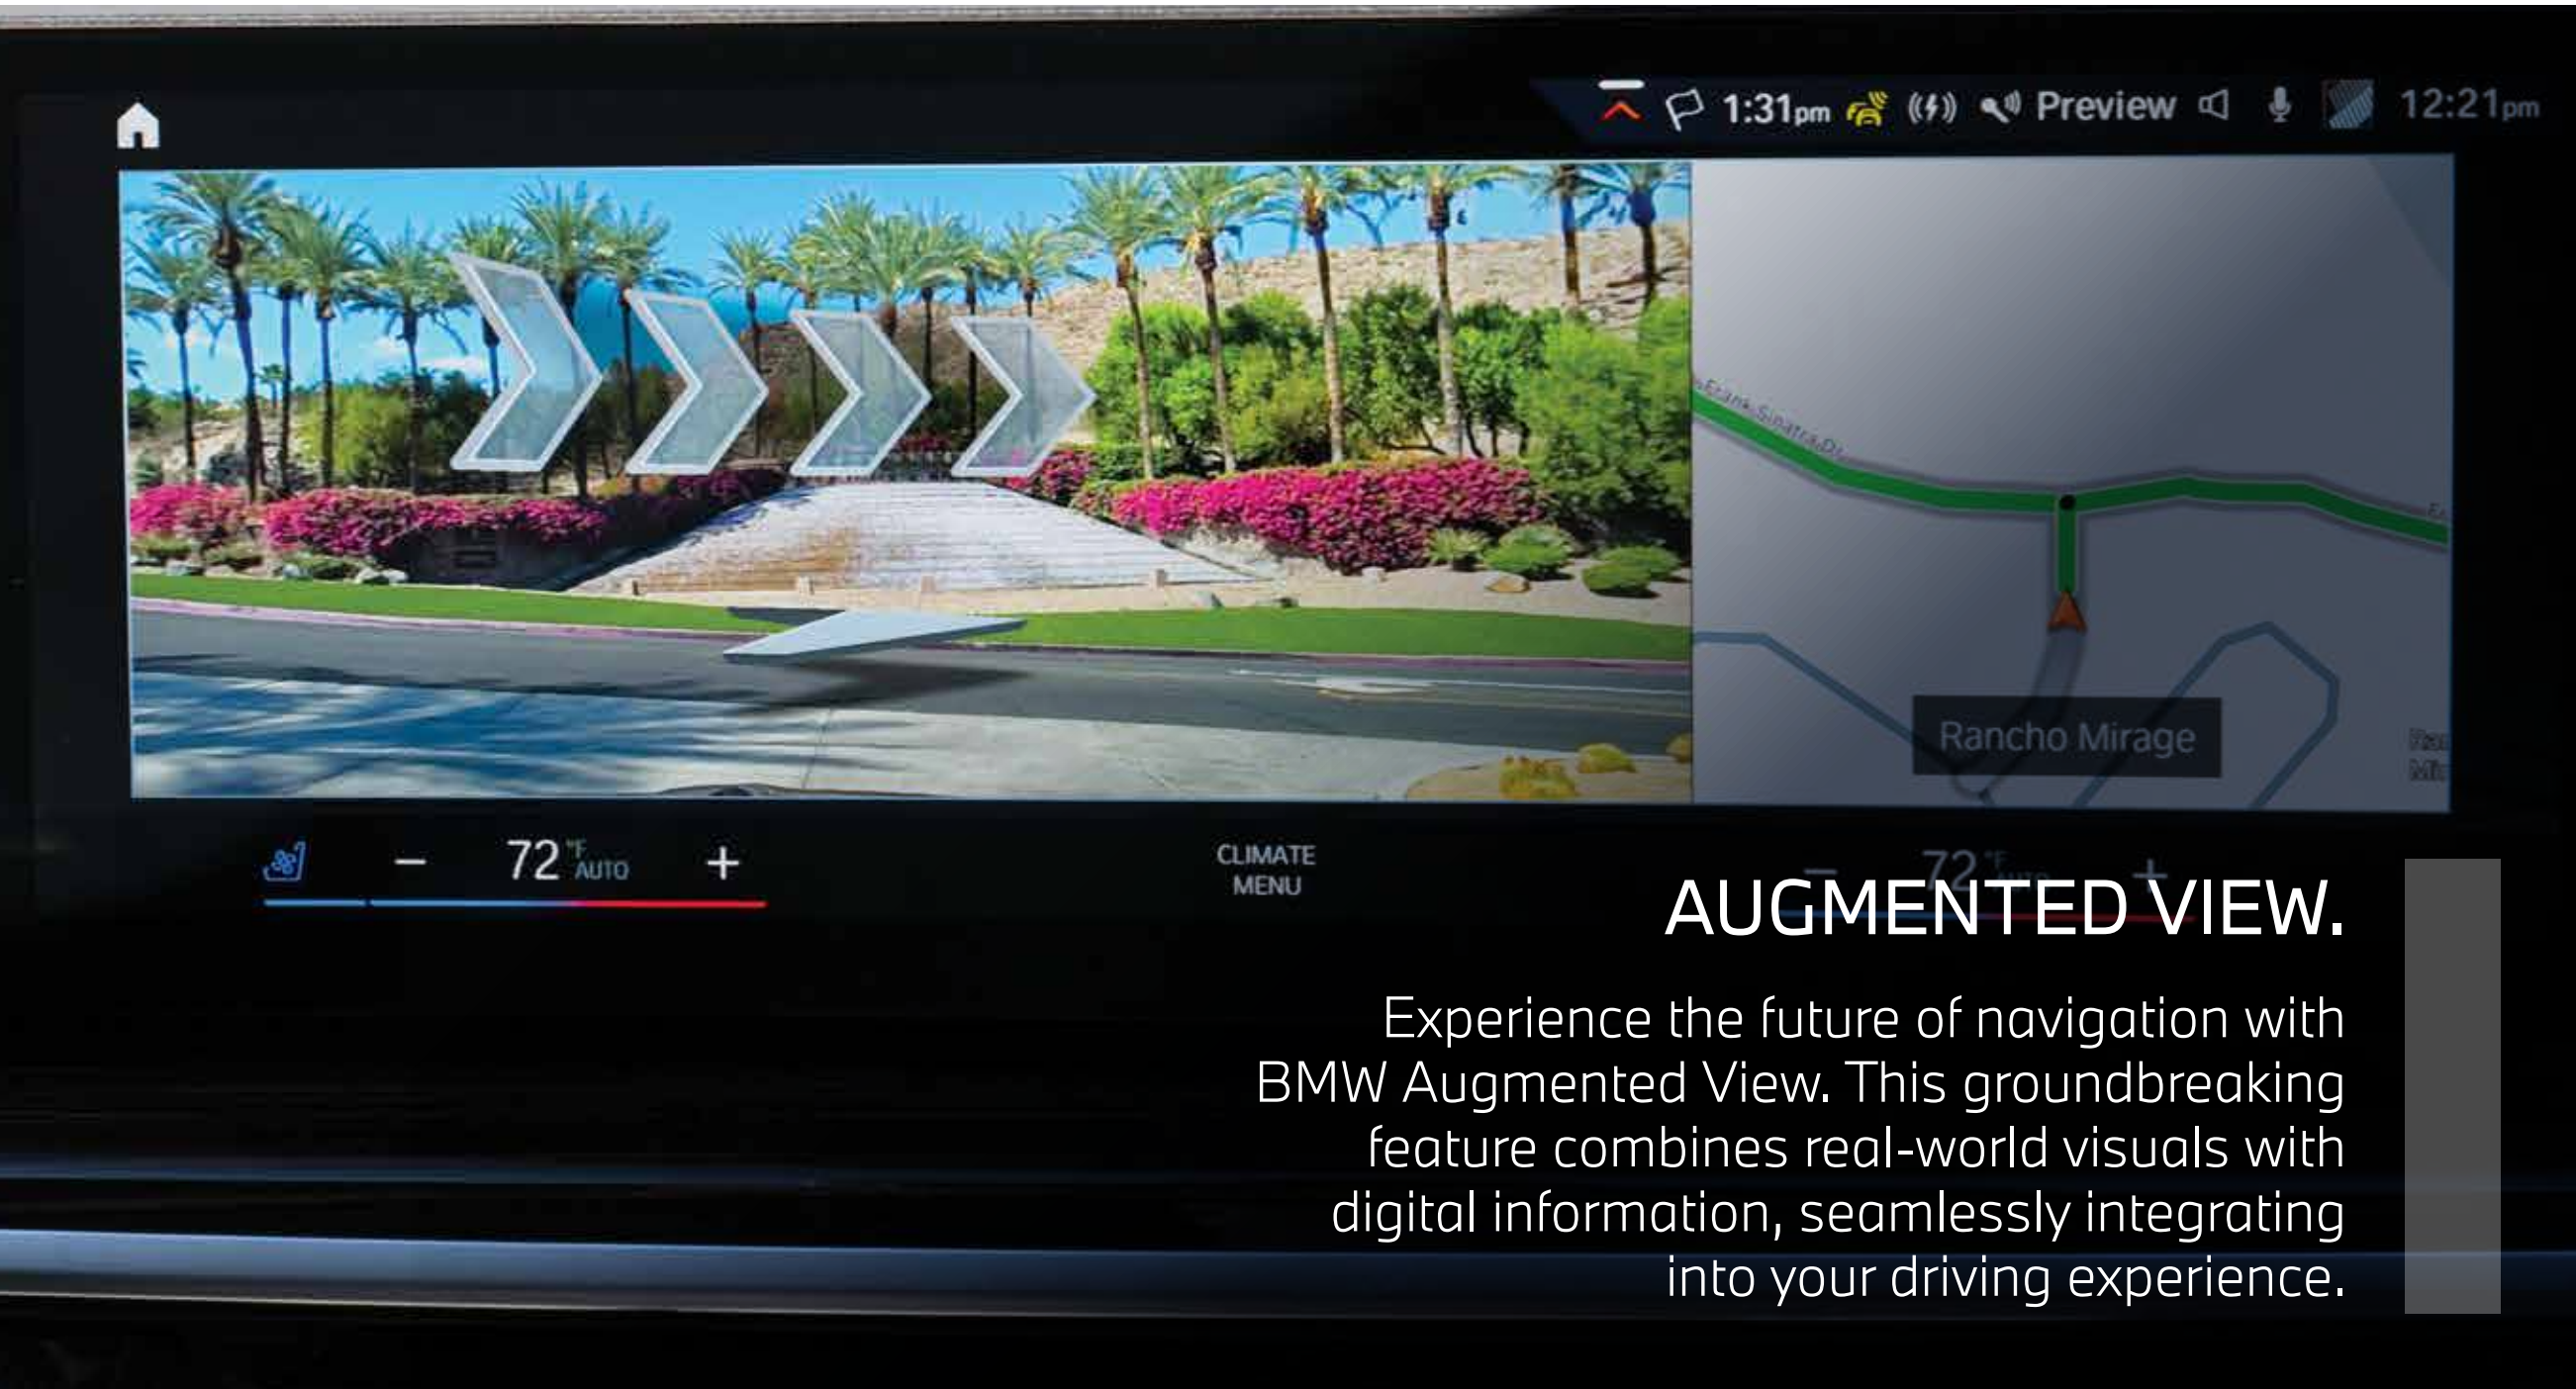 1:31pm Preview 12:21pm
Frank Sinatra Dr
Rancho Mirage
72 °F AUTO
CLIMATE
MENU
72 °F AUTO
AUGMENTED VIEW.
Experience the future of navigation with
BMW Augmented View. This groundbreaking
feature combines real-world visuals with
digital information, seamlessly integrating
into your driving experience.